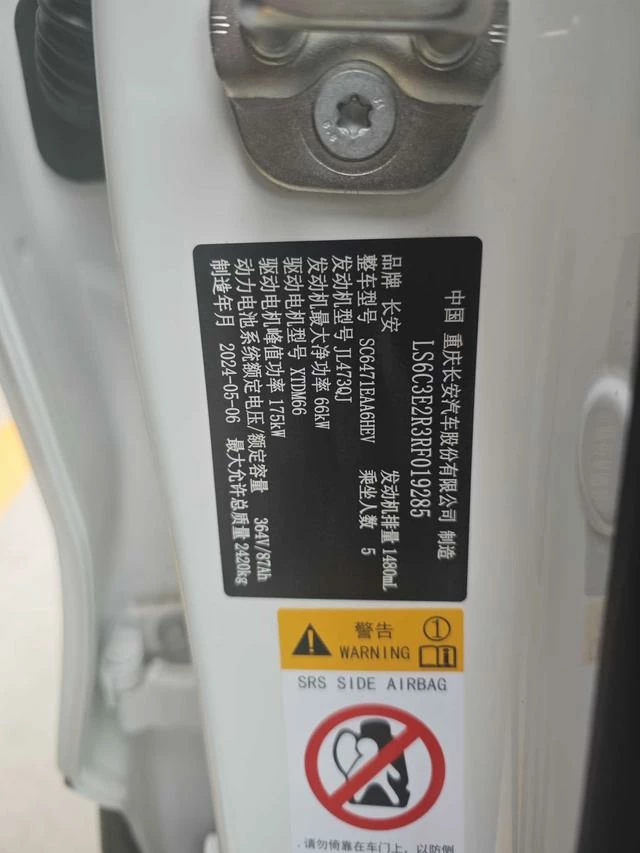 中国 重庆长安汽车股份有限公司 制造
LS6C3E2R3RF019285
品牌 长安
整车型号 SC6471EAA6HEV 乘坐人数 5
发动机型号 JL473QJ 发动机排量 1480mL
发动机最大净功率 66kW
驱动电机型号 XTDM66
驱动电机峰值功率 175kW
动力电池系统额定电压/额定容量 364V/87Ah
制造年月 2024-05-06 最大允许总质量 2420kg
警告
WARNING
①
SRS SIDE AIRBAG
.请勿倚靠在车门上，以防侧